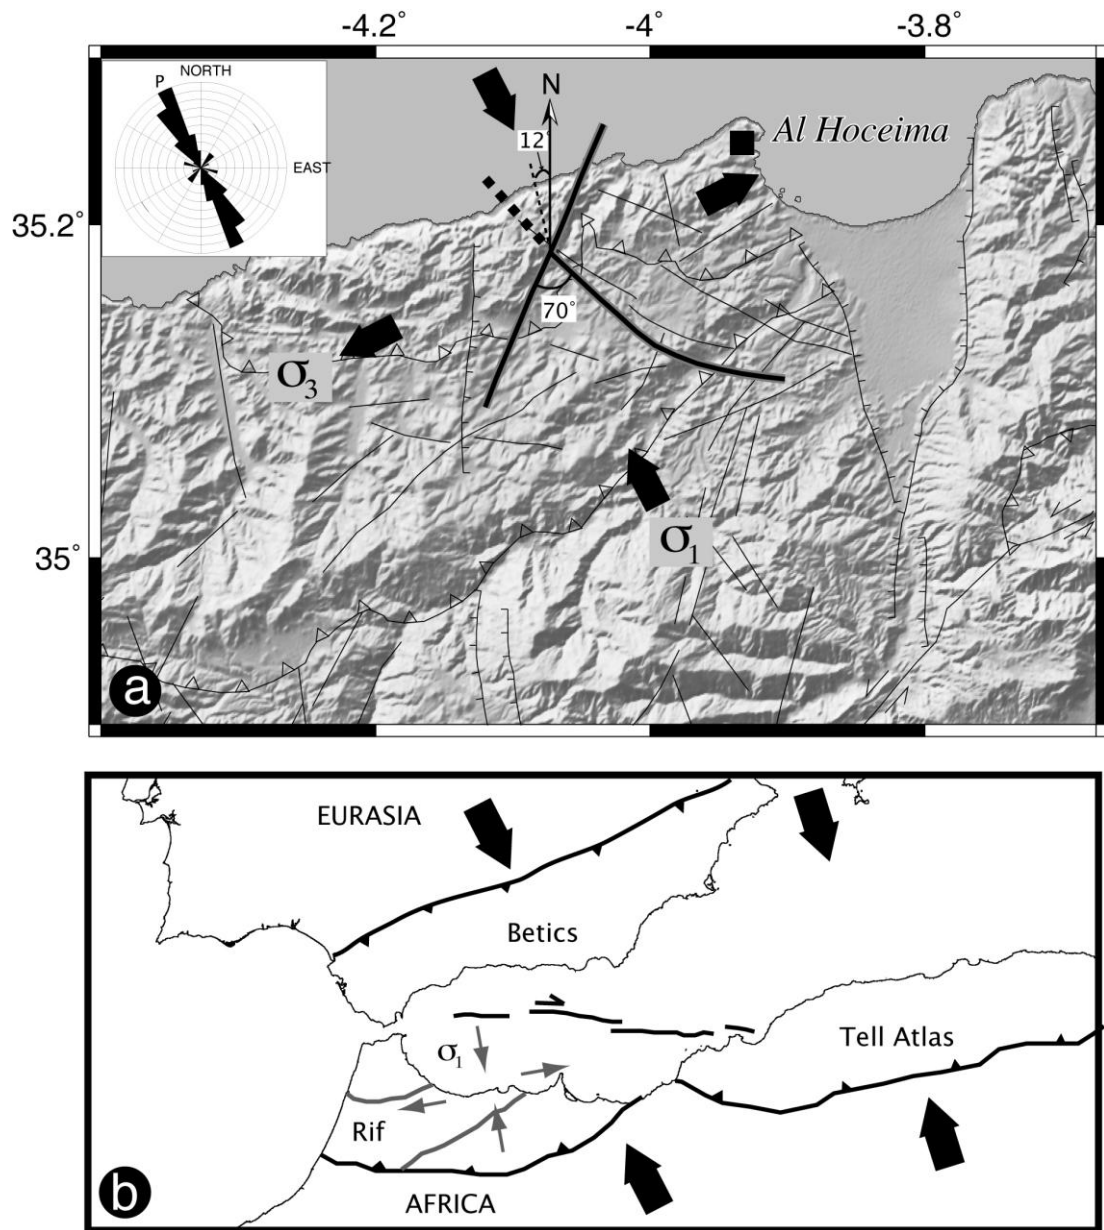 -4.2°
-4°
-3.8°
NORTH
P
EAST
N
12°
Al Hoceima
35.2°
70°
σ3
σ1
35°
a
EURASIA
Betics
Tell Atlas
σ1
Rif
AFRICA
b